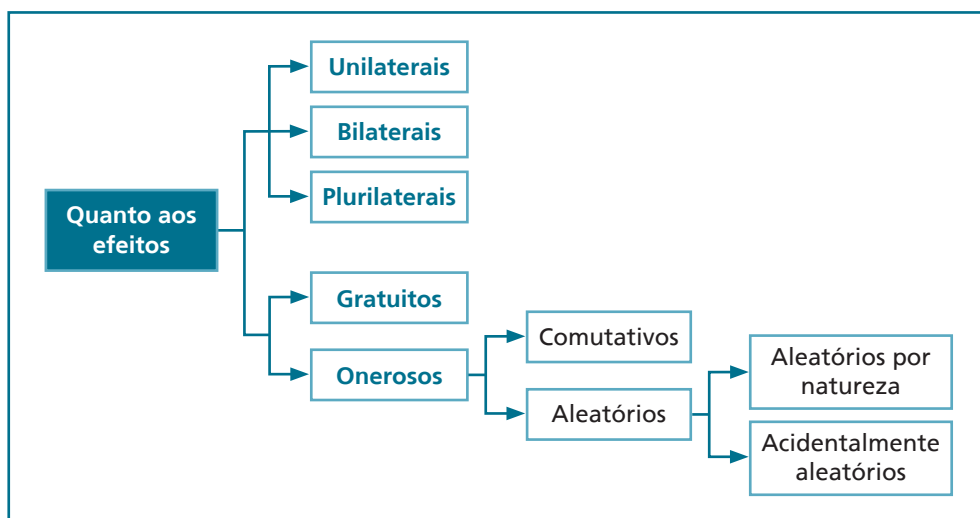 Unilaterais
Bilaterais
Plurilaterais
Quanto aos
efeitos
Gratuitos
Onerosos
Comutativos
Aleatórios
Aleatórios por
natureza
Acidentalmente
aleatórios